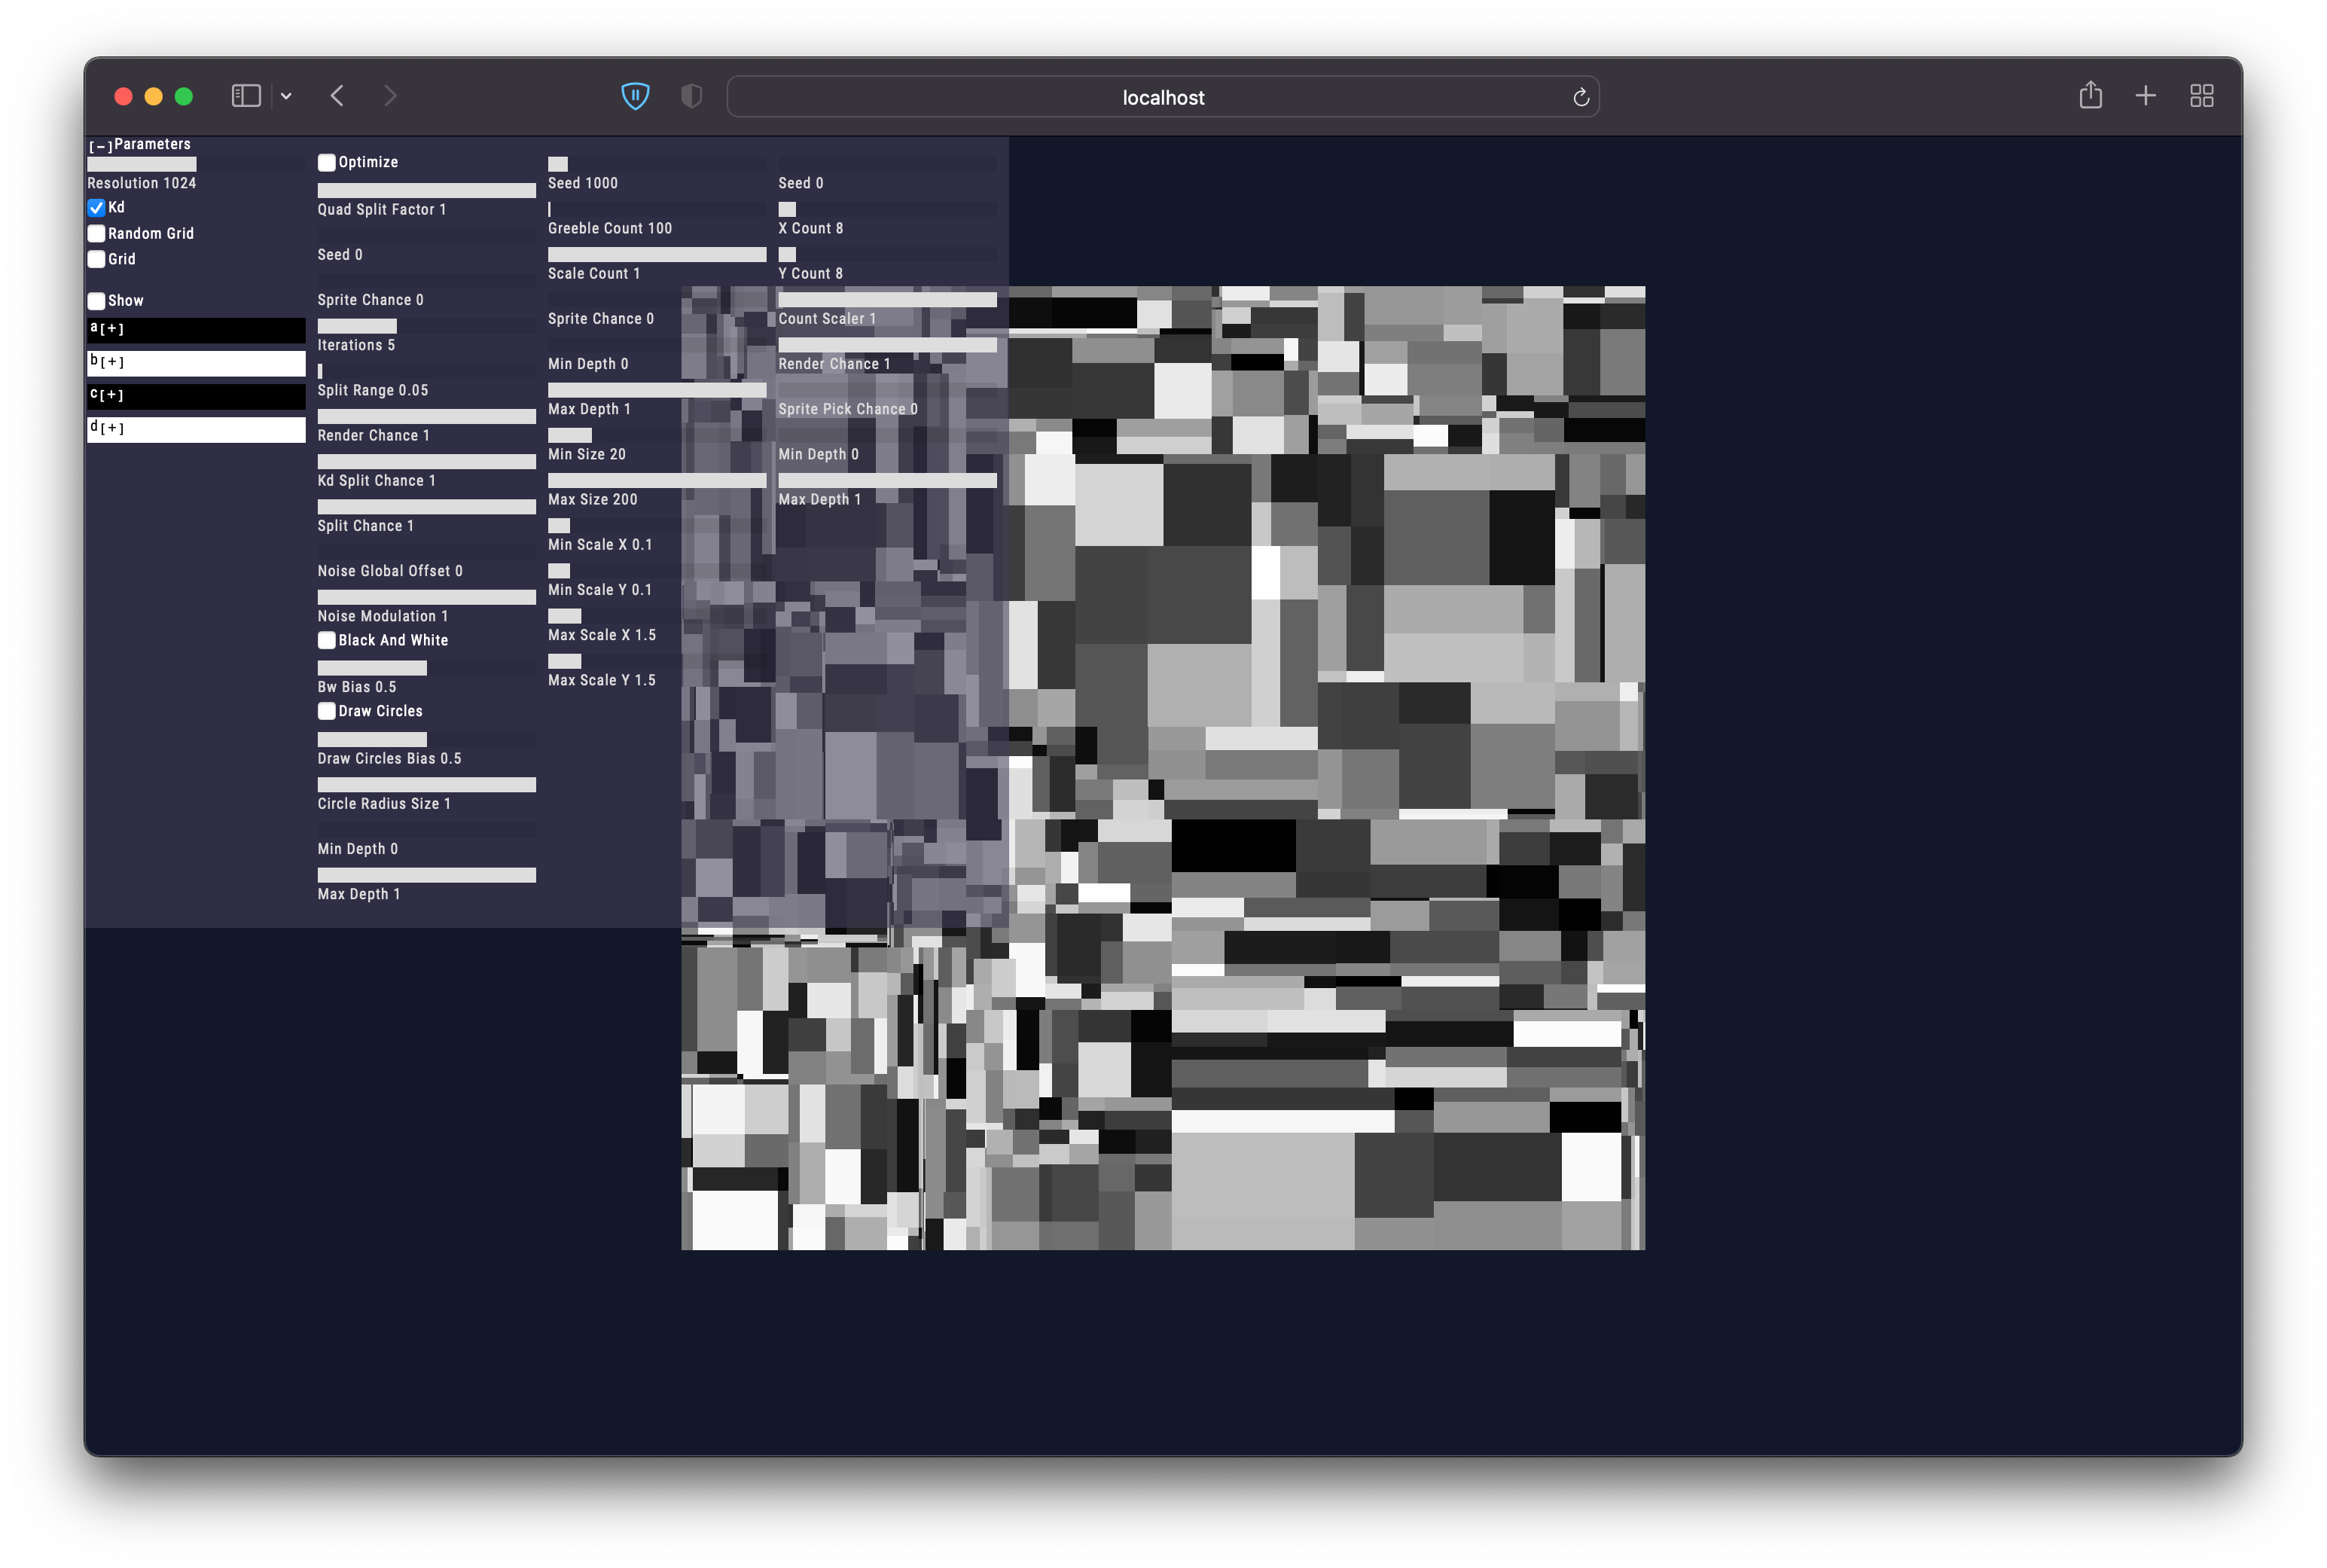 localhost
[-]Parameters
Resolution 1024
Kd
Random Grid
Grid
Show
a[+]
b[+]
c[+]
d[+]
Optimize
Quad Split Factor 1
Seed 0
Sprite Chance 0
Iterations 5
Split Range 0.05
Render Chance 1
Kd Split Chance 1
Split Chance 1
Noise Global Offset 0
Noise Modulation 1
Black And White
Bw Bias 0.5
Draw Circles
Draw Circles Bias 0.5
Circle Radius Size 1
Min Depth 0
Max Depth 1
Seed 1000
Greeble Count 100
Scale Count 1
Sprite Chance 0
Min Depth 0
Max Depth 1
Min Size 20
Max Size 200
Min Scale X 0.1
Min Scale Y 0.1
Max Scale X 1.5
Max Scale Y 1.5
Seed 0
X Count 8
Y Count 8
Count Scaler 1
Render Chance 1
Sprite Pick Chance 0
Min Depth 0
Max Depth 1